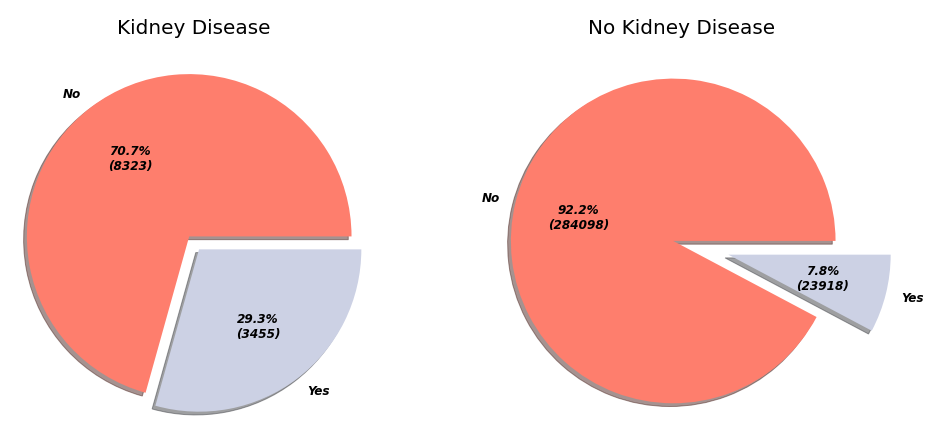 Kidney Disease
No
70.7%
(8323)
29.3%
(3455)
Yes
No Kidney Disease
No
92.2%
(284098)
7.8%
(23918)
Yes